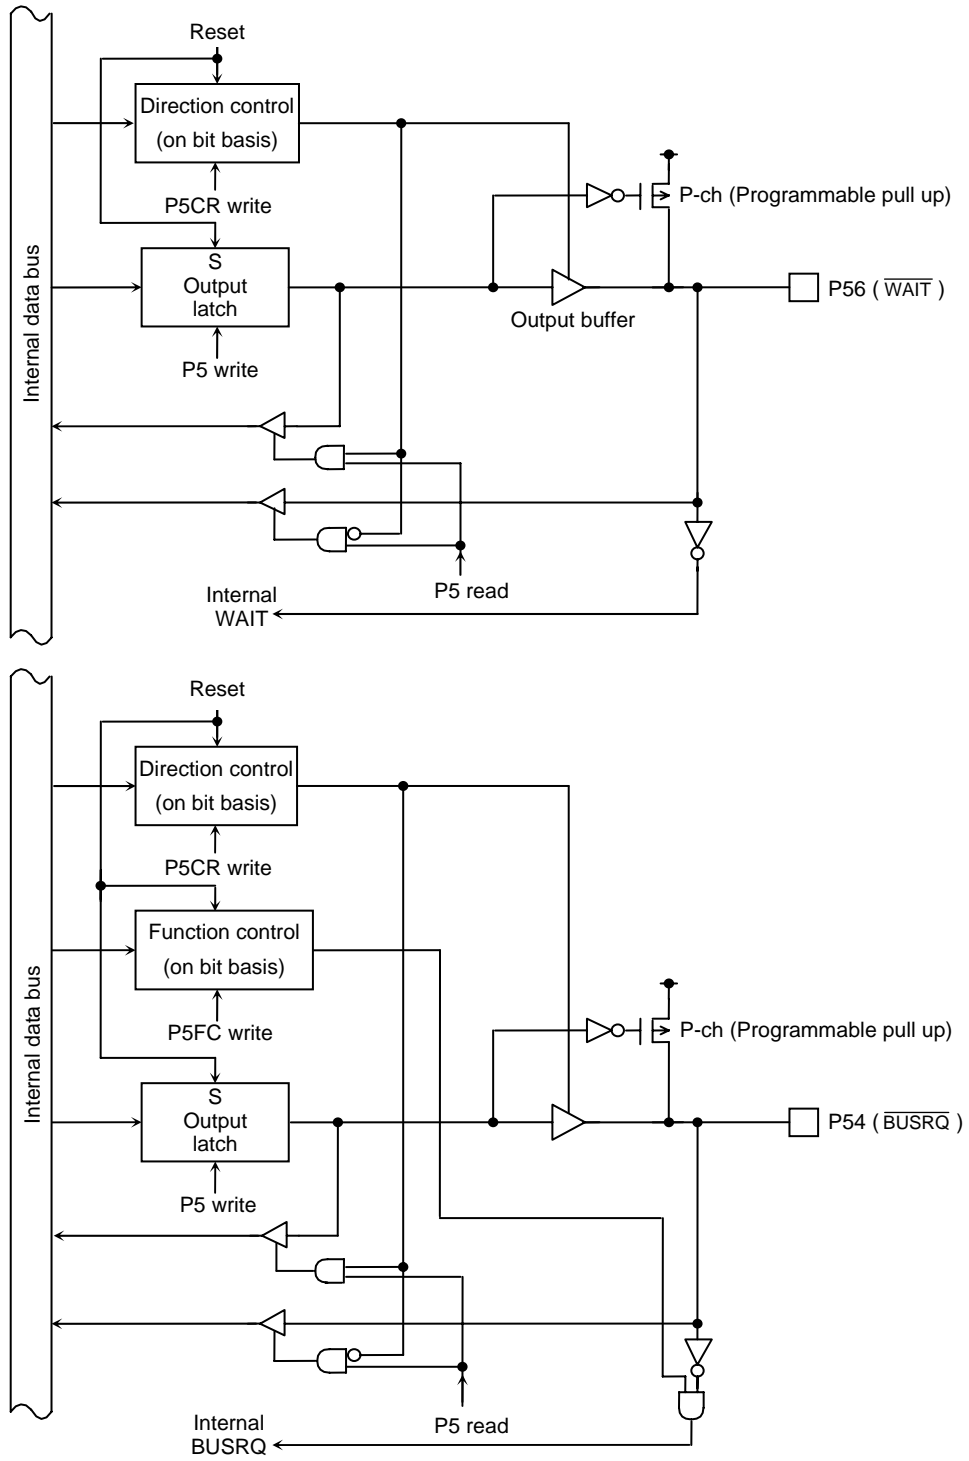 Reset
Direction control
(on bit basis)
P5CR write
P-ch (Programmable pull up)
Internal data bus
S
Output
latch
P56 ( WAIT )
Output buffer
P5 write
P5 read
Internal
WAIT
Reset
Direction control
(on bit basis)
P5CR write
Function control
(on bit basis)
Internal data bus
P5FC write
P-ch (Programmable pull up)
S
Output
latch
P54 ( BUSRQ )
P5 write
P5 read
Internal
BUSRQ